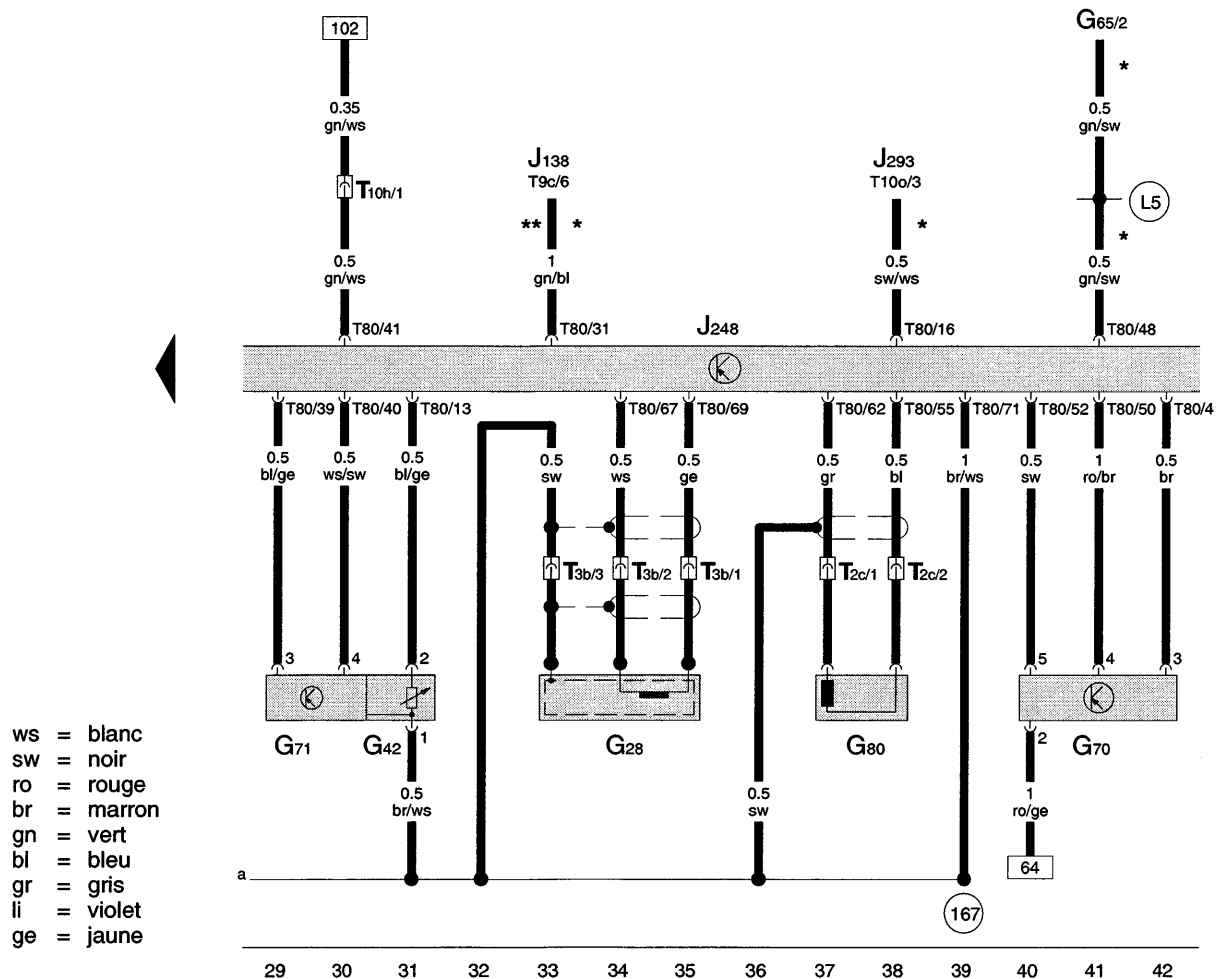 102
G65/2
*
0.35
gn/ws
0.5
gn/sw
J138
T9c/6
J293
T10o/3
T10h/1
L5
** *
*
*
0.5
gn/ws
1
gn/bl
0.5
sw/ws
0.5
gn/sw
T80/41
T80/31
J248
T80/16
T80/48
T80/39
T80/40
T80/13
T80/67
T80/69
T80/62
T80/55
T80/71
T80/52
T80/50
T80/4
0.5
bl/ge
0.5
ws/sw
0.5
bl/ge
0.5
sw
0.5
ws
0.5
ge
0.5
gr
0.5
bl
1
br/ws
0.5
sw
1
ro/br
0.5
br
T3b/3
T3b/2
T3b/1
T2c/1
T2c/2
3
4
2
5
4
3
G71
G42
1
G28
G80
2
G70
0.5
br/ws
0.5
sw
1
ro/ge
64
a
167
ws = blanc
sw = noir
ro = rouge
br = marron
gn = vert
bl = bleu
gr = gris
li = violet
ge = jaune
29 30 31 32 33 34 35 36 37 38 39 40 41 42